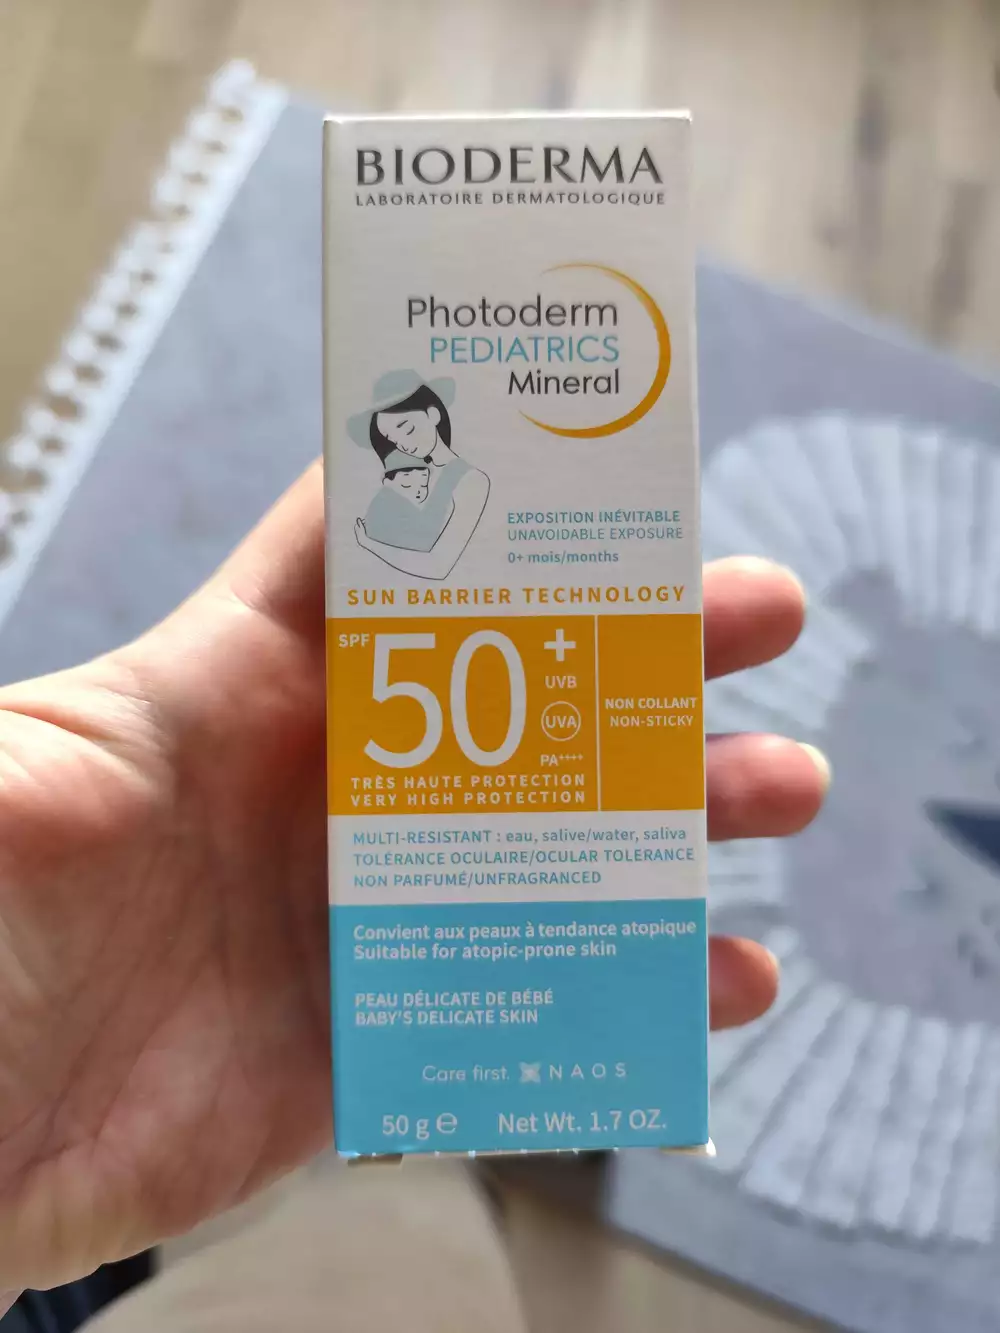 BIODERMA
LABORATOIRE DERMATOLOGIQUE
Photoderm
PEDIATRICS
Mineral
EXPOSITION INÉVITABLE
UNAVOIDABLE EXPOSURE
0+ mois/months
SUN BARRIER TECHNOLOGY
SPF 50+
UVB
UVA
PA++++
NON COLLANT
NON-STICKY
TRÈS HAUTE PROTECTION
VERY HIGH PROTECTION
MULTI-RESISTANT : eau, salive/water, saliva
TOLÉRANCE OCULAIRE/OCULAR TOLERANCE
NON PARFUMÉ/UNFRAGRANCED
Convient aux peaux à tendance atopique
Suitable for atopic-prone skin
PEAU DÉLICATE DE BÉBÉ
BABY'S DELICATE SKIN
Care first. NAOS
50 g ℮ Net Wt. 1.7 OZ.